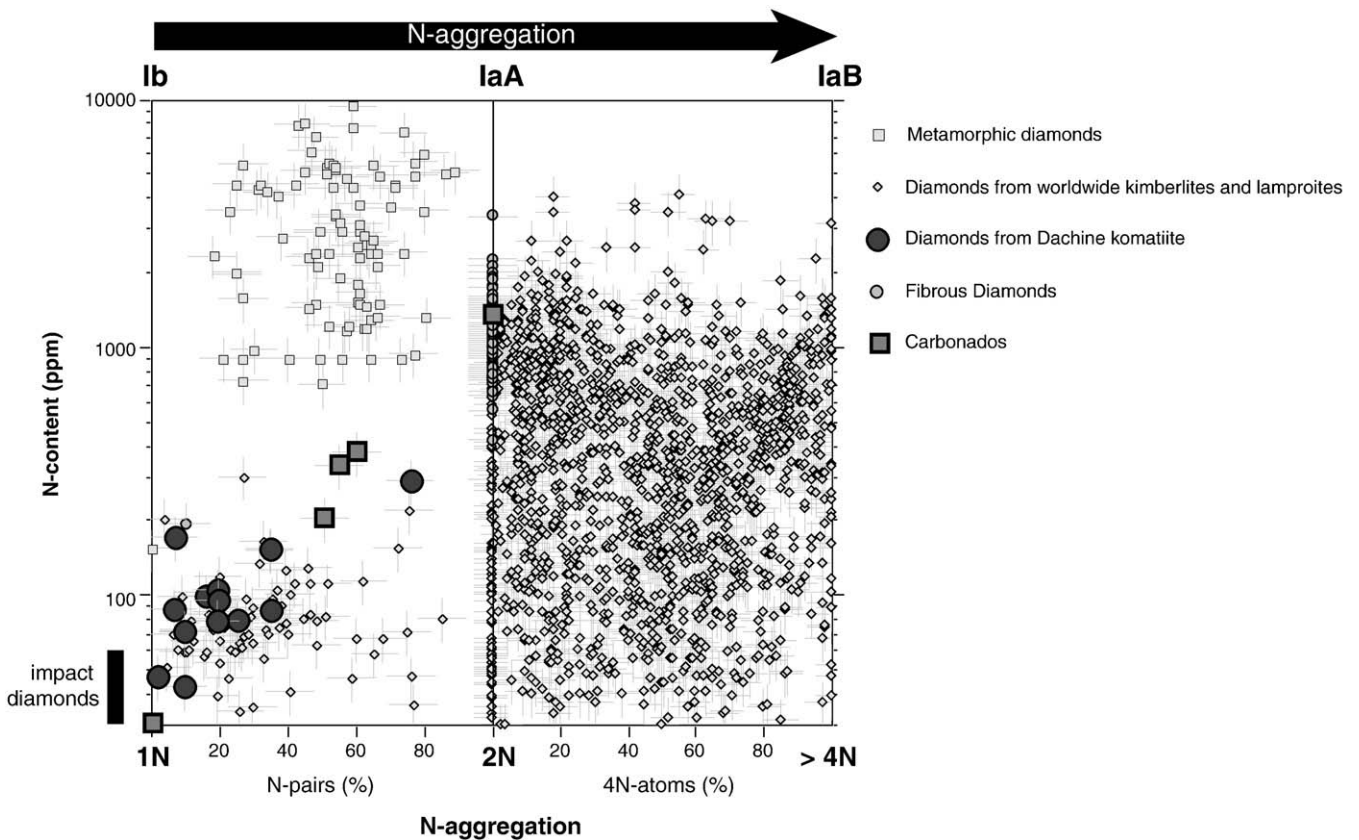 N-aggregation
Ib
IaA
IaB
10000
1000
100
N-content (ppm)
impact
diamonds
20
40
60
80
20
40
60
80
1N
2N
> 4N
N-pairs (%)
4N-atoms (%)
N-aggregation
Metamorphic diamonds
Diamonds from worldwide kimberlites and lamproites
Diamonds from Dachine komatiite
Fibrous Diamonds
Carbonados